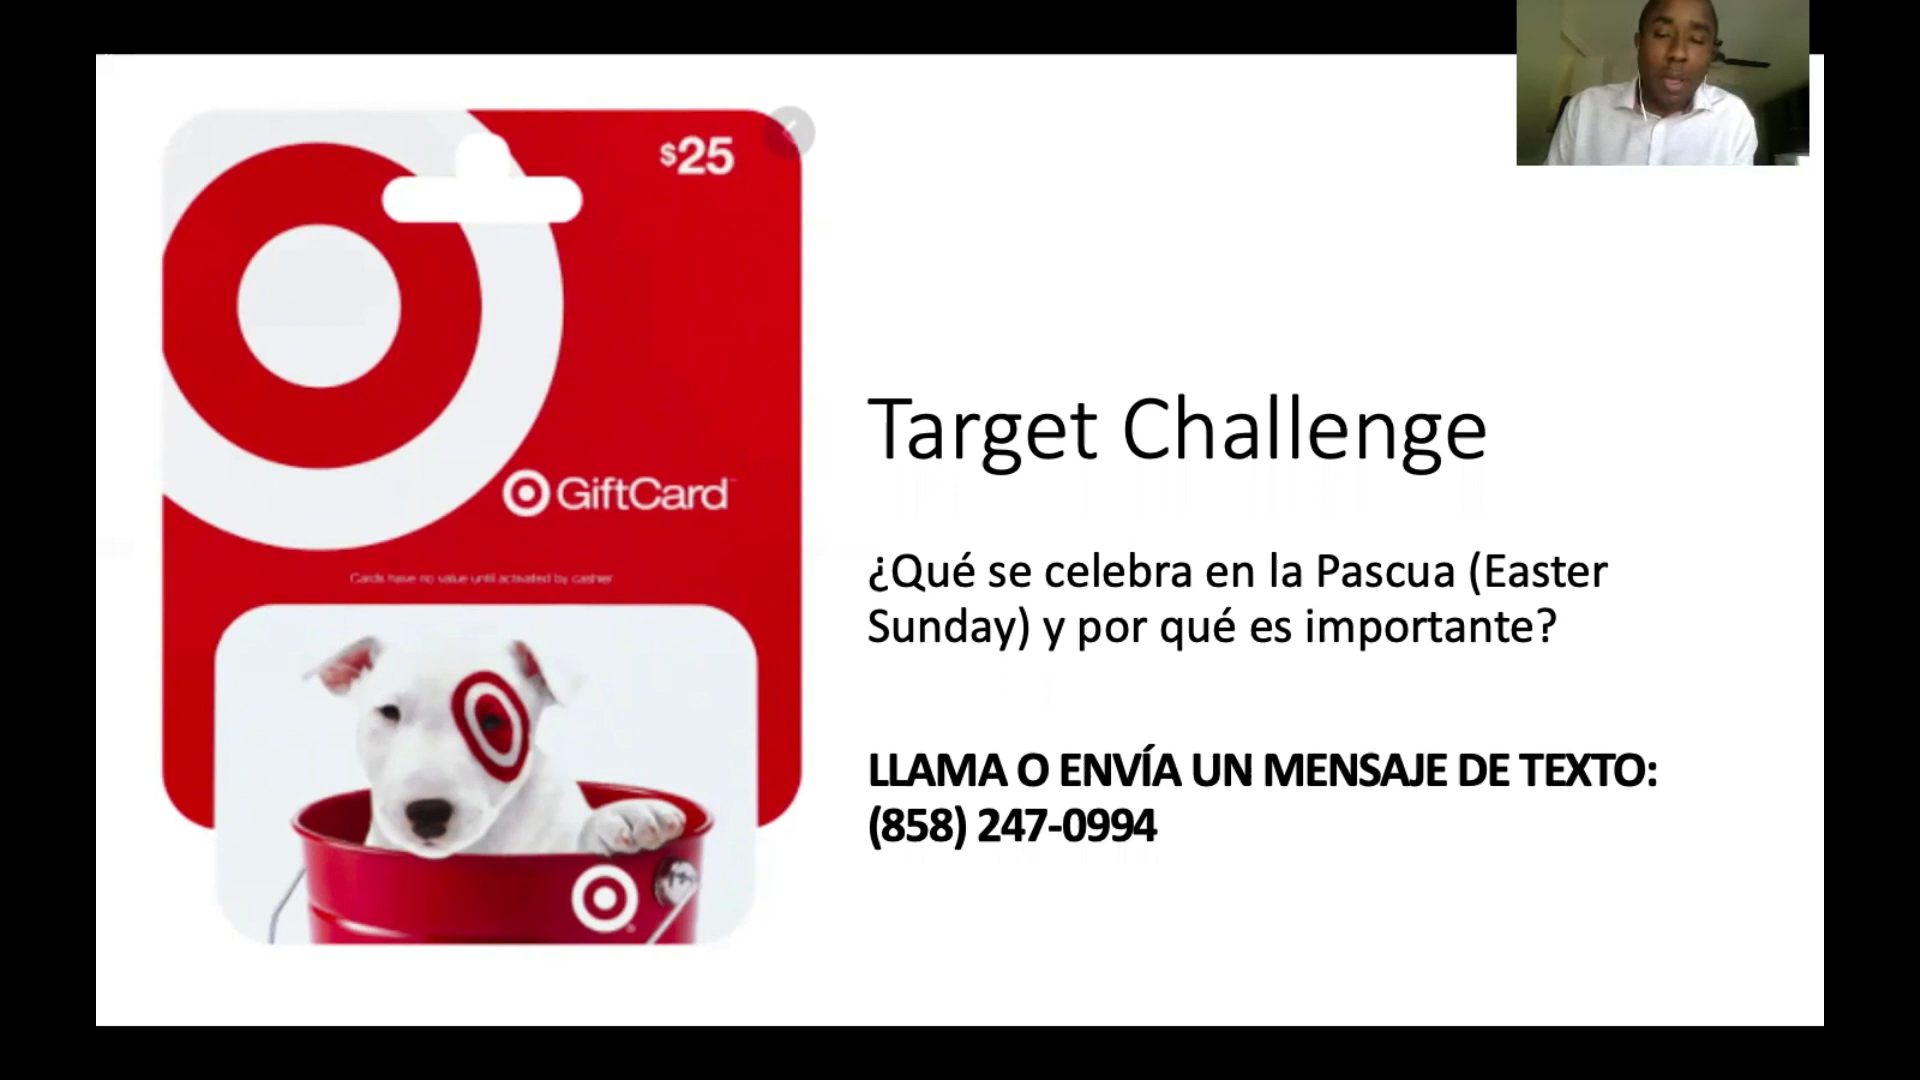 $25
GiftCard
Cards have no value until activated by cashier
Target Challenge
¿Qué se celebra en la Pascua (Easter
Sunday) y por qué es importante?
LLAMA O ENVÍA UN MENSAJE DE TEXTO:
(858) 247-0994